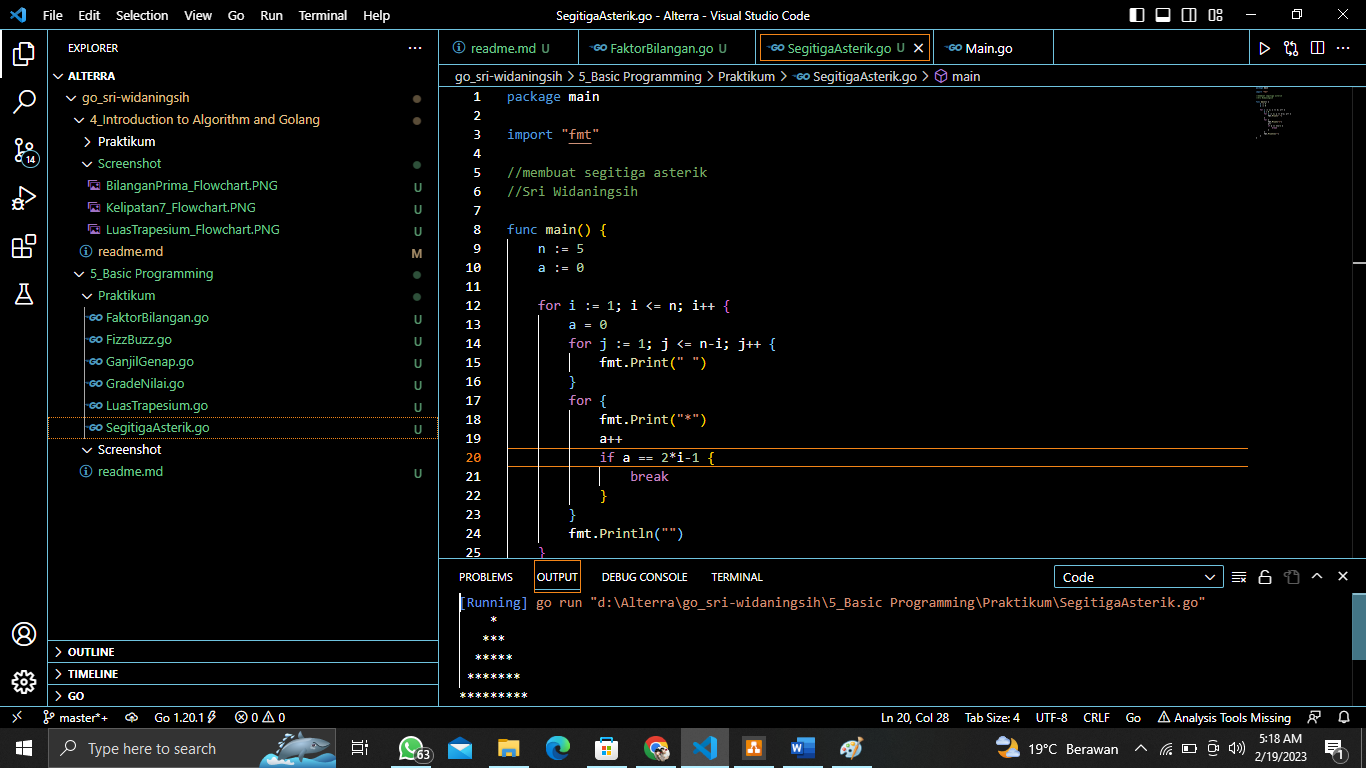 File Edit Selection View Go Run Terminal Help
SegitigaAsterik.go - Alterra - Visual Studio Code
EXPLORER
ALTERRA
go_sri-widaningsih
4_Introduction to Algorithm and Golang
Praktikum
Screenshot
BilanganPrima_Flowchart.PNG U
Kelipatan7_Flowchart.PNG U
LuasTrapesium_Flowchart.PNG U
readme.md M
5_Basic Programming
Praktikum
FaktorBilangan.go U
FizzBuzz.go U
GanjilGenap.go U
GradeNilai.go U
LuasTrapesium.go U
SegitigaAsterik.go U
Screenshot
readme.md U
OUTLINE
TIMELINE
GO
14
readme.md U FaktorBilangan.go U SegitigaAsterik.go U Main.go
go_sri-widaningsih > 5_Basic Programming > Praktikum > SegitigaAsterik.go > main
1 package main
2
3 import "fmt"
4
5 //membuat segitiga asterik
6 //Sri Widaningsih
7
8 func main() {
9 n := 5
10 a := 0
11
12 for i := 1; i <= n; i++ {
13 a = 0
14 for j := 1; j <= n-i; j++ {
15 fmt.Print(" ")
16 }
17 for {
18 fmt.Print("*")
19 a++
20 if a == 2*i-1 {
21 break
22 }
23 }
24 fmt.Println("")
25 }
PROBLEMS OUTPUT DEBUG CONSOLE TERMINAL
Code
[Running] go run "d:\Alterra\go_sri-widaningsih\5_Basic Programming\Praktikum\SegitigaAsterik.go"
*
***
*****
*******
*********
master*+ Go 1.20.1 0 0 Ln 20, Col 28 Tab Size: 4 UTF-8 CRLF Go Analysis Tools Missing
Type here to search
63
19°C Berawan
5:18 AM
2/19/2023
1